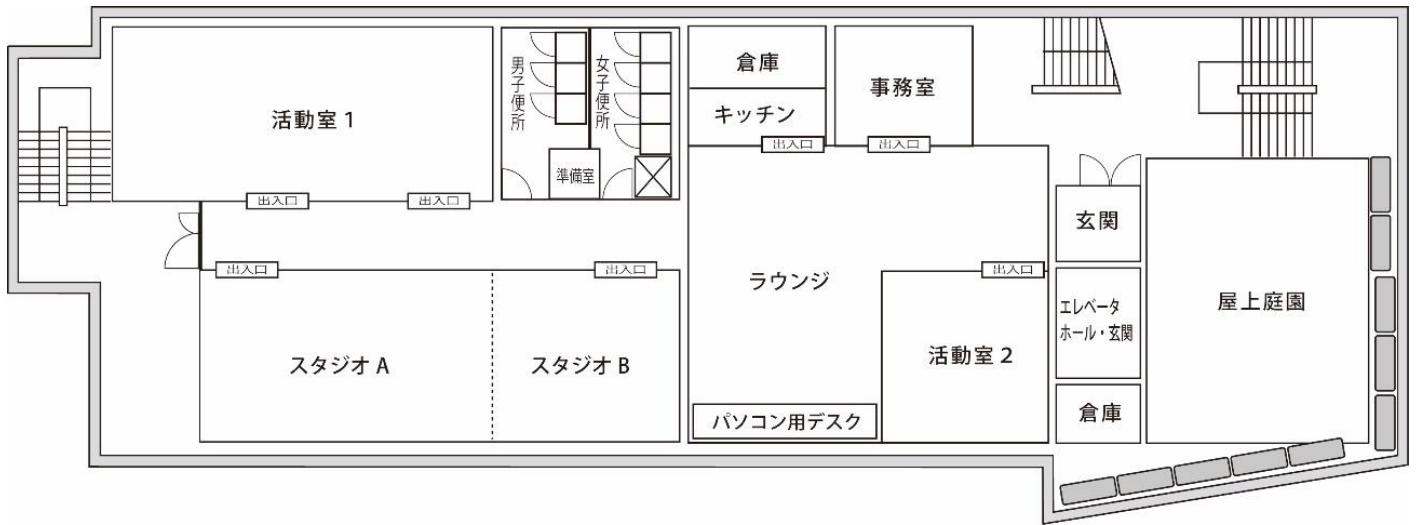 活動室 1
男子便所
女子便所
準備室
倉庫
キッチン
事務室
出入口
出入口
出入口
出入口
出入口
出入口
出入口
スタジオ A
スタジオ B
ラウンジ
パソコン用デスク
活動室 2
玄関
エレベータ
ホール・玄関
倉庫
屋上庭園